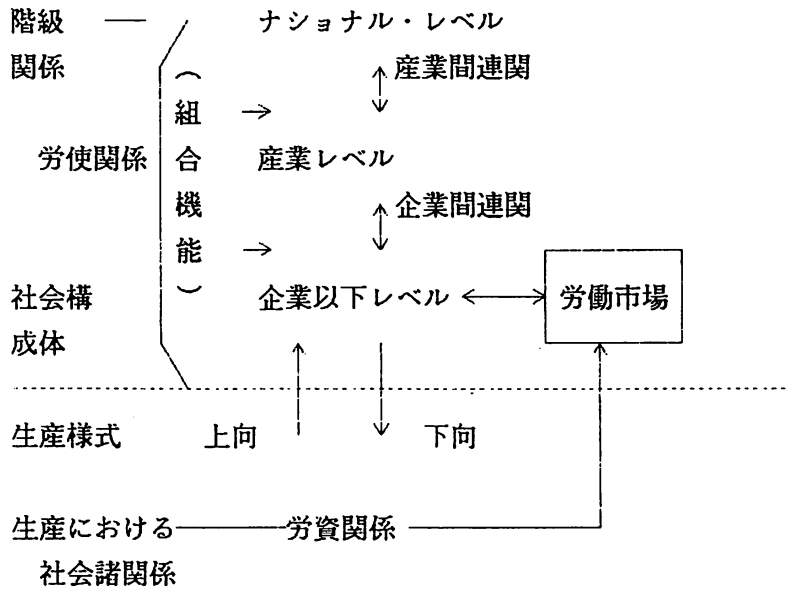 階級 ナショナル・レベル
関係 産業間連関
(組合機能)
労使関係 産業レベル
企業間連関
社会構 企業以下レベル 労働市場
成体
生産様式 上向 下向
生産における 労資関係
社会諸関係